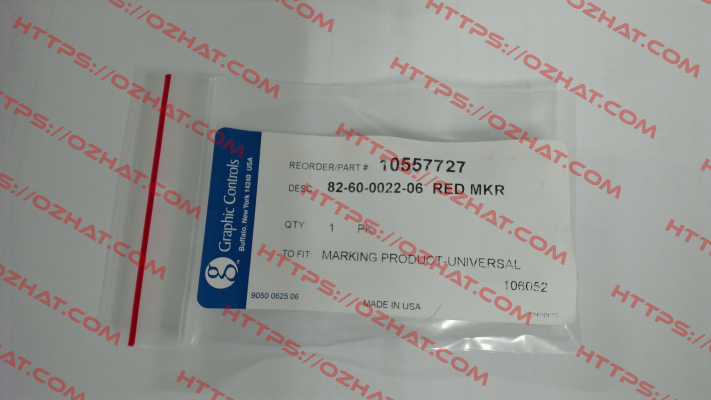 REORDER/PART #: 10557727
DESC.: 82-60-0022-06 RED MKR
QTY: 1 PK
TO FIT: MARKING PRODUCT-UNIVERSAL
106052
MADE IN USA
9050 0625 06
Graphic Controls
Buffalo, New York 14240 USA
HTTPS://OZHAT.COM